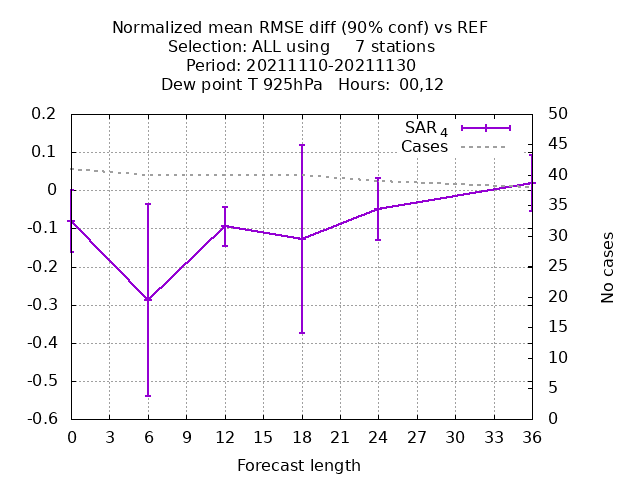 Normalized mean RMSE diff (90% conf) vs REF
Selection: ALL using     7 stations
Period: 20211110-20211130
Dew point T 925hPa   Hours: 00,12
0.2
0.1
0
-0.1
-0.2
-0.3
-0.4
-0.5
-0.6
SAR 4
Cases
50
45
40
35
30
25
20
15
10
5
0
No cases
0 3 6 9 12 15 18 21 24 27 30 33 36
Forecast length